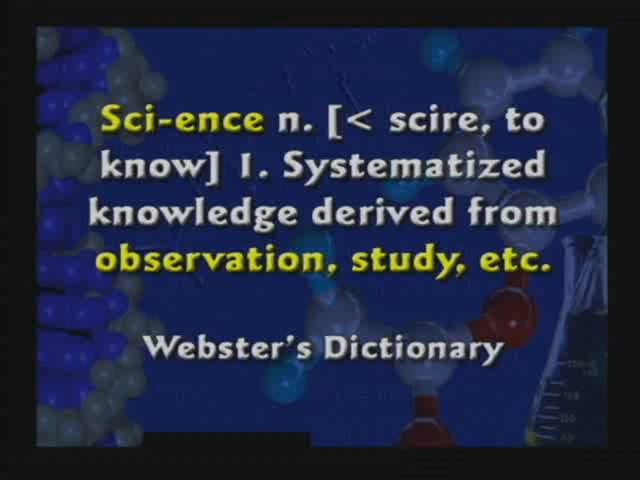 Sci-ence n. [< scire, to
know] 1. Systematized
knowledge derived from
observation, study, etc.
Webster's Dictionary